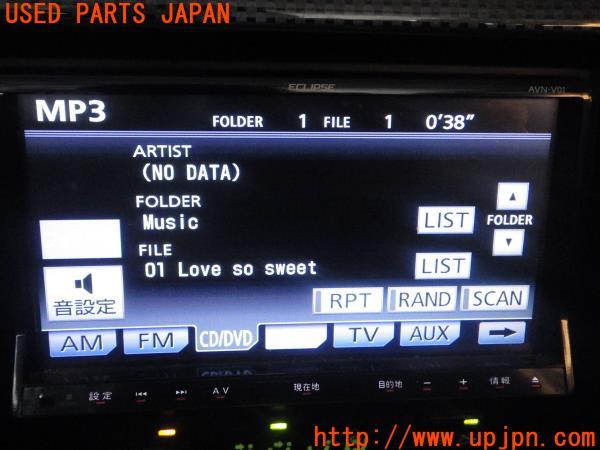 USED PARTS JAPAN
ECLIPSE
AVN-V01
MP3
FOLDER 1 FILE 1 0'38"
ARTIST
(NO DATA)
FOLDER
Music
LIST
FOLDER
FILE
01 Love so sweet
LIST
音設定
RPT
RAND
SCAN
AM
FM
CD/DVD
TV
AUX
設定
AV
現在地
目的地
情報
http://www.upjpn.com